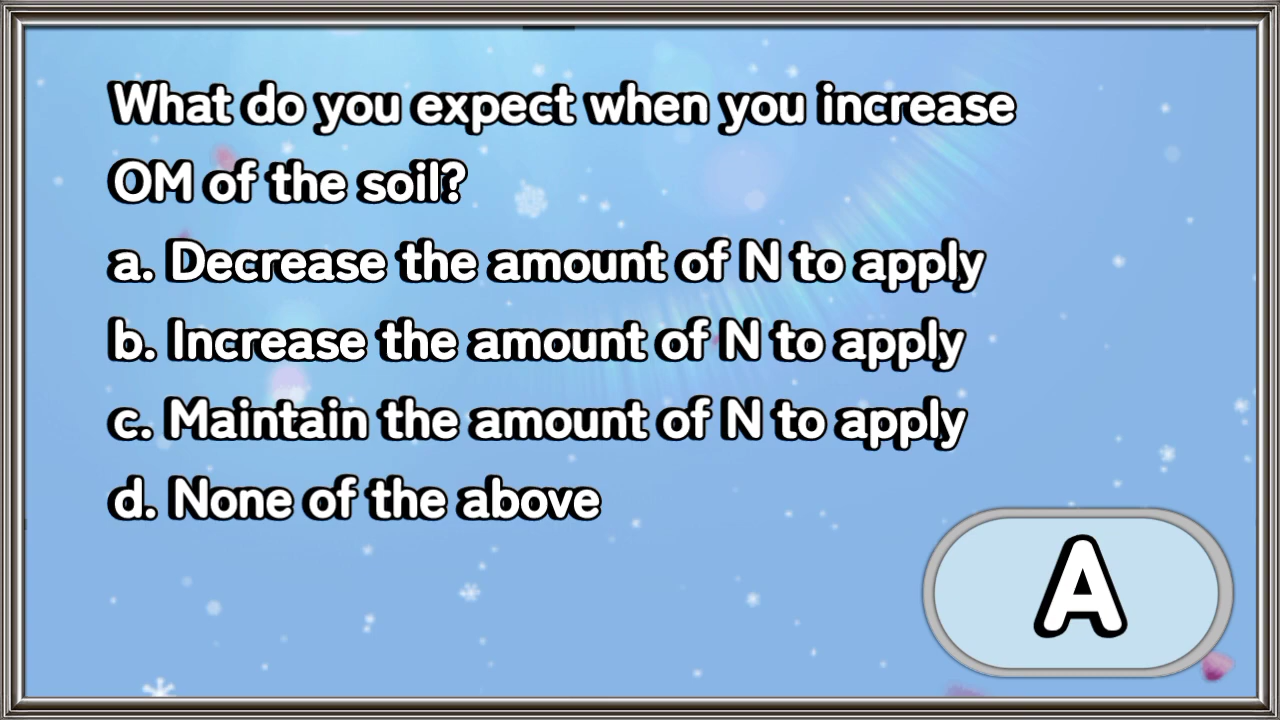 What do you expect when you increase
OM of the soil?
a. Decrease the amount of N to apply
b. Increase the amount of N to apply
c. Maintain the amount of N to apply
d. None of the above
A